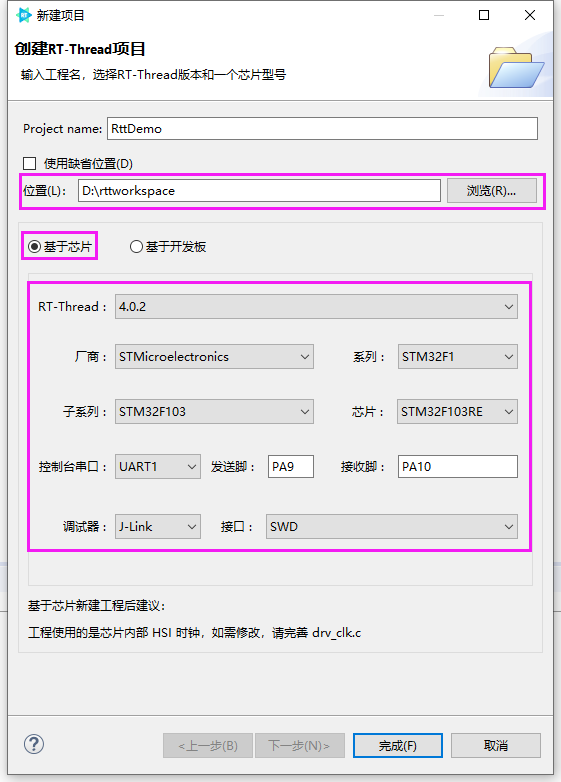 RT 新建项目
创建RT-Thread项目
输入工程名，选择RT-Thread版本和一个芯片型号
Project name: RttDemo
使用缺省位置(D)
位置(L): D:\rttworkspace 浏览(R)...
基于芯片 基于开发板
RT-Thread : 4.0.2
厂商 : STMicroelectronics 系列 : STM32F1
子系列 : STM32F103 芯片 : STM32F103RE
控制台串口 : UART1 发送脚 : PA9 接收脚 : PA10
调试器 : J-Link 接口 : SWD
基于芯片新建工程后建议:
工程使用的是芯片内部 HSI 时钟，如需修改，请完善 drv_clk.c
? <上一步(B) 下一步(N)> 完成(F) 取消